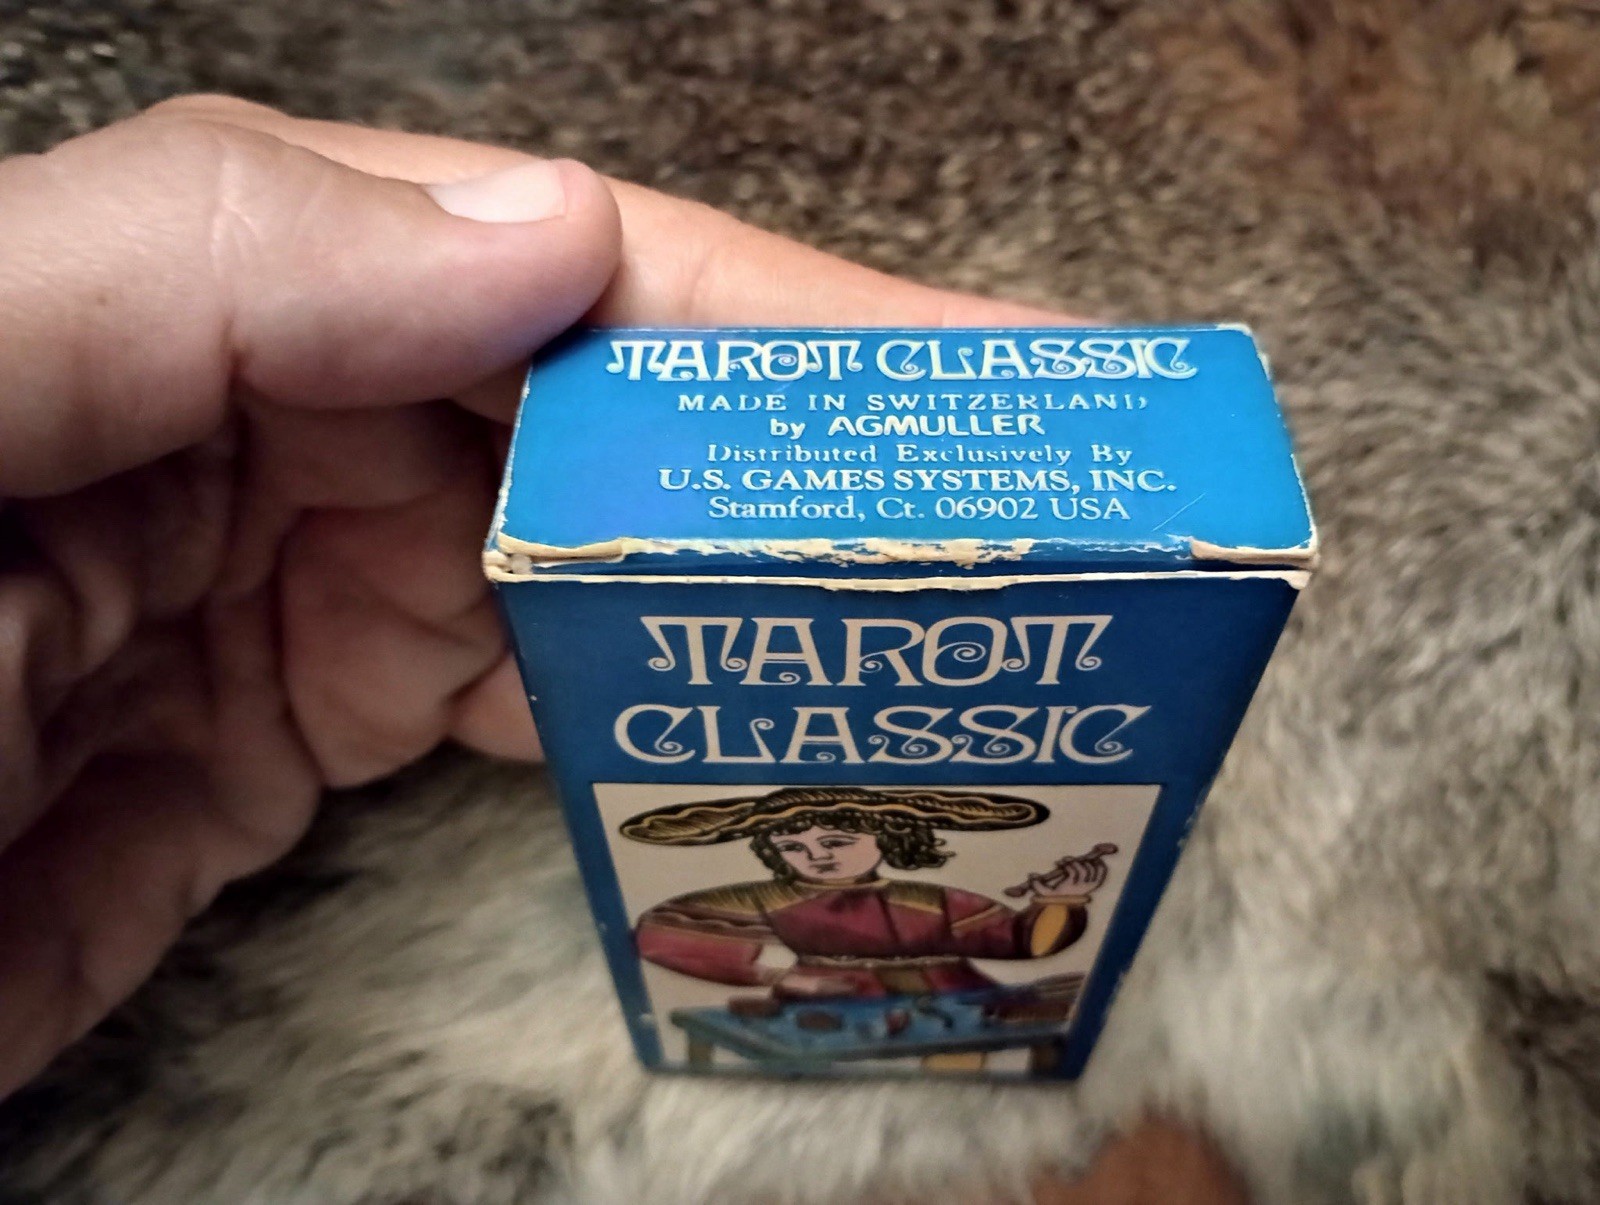 TAROT CLASSIC
MADE IN SWITZERLAND
by AGMULLER
Distributed Exclusively By
U.S. GAMES SYSTEMS, INC.
Stamford, Ct. 06902 USA
TAROT
CLASSIC